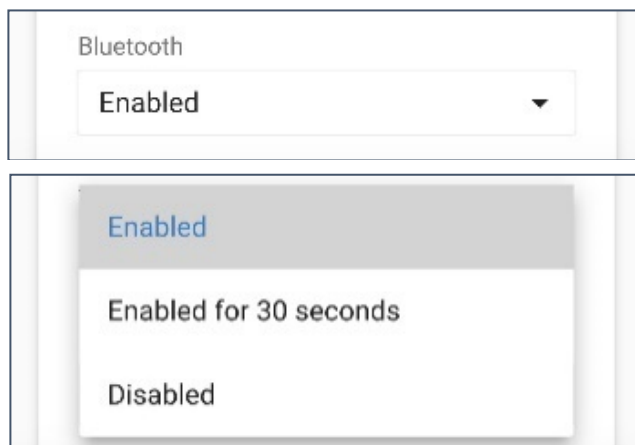 Bluetooth
Enabled
Enabled
Enabled for 30 seconds
Disabled